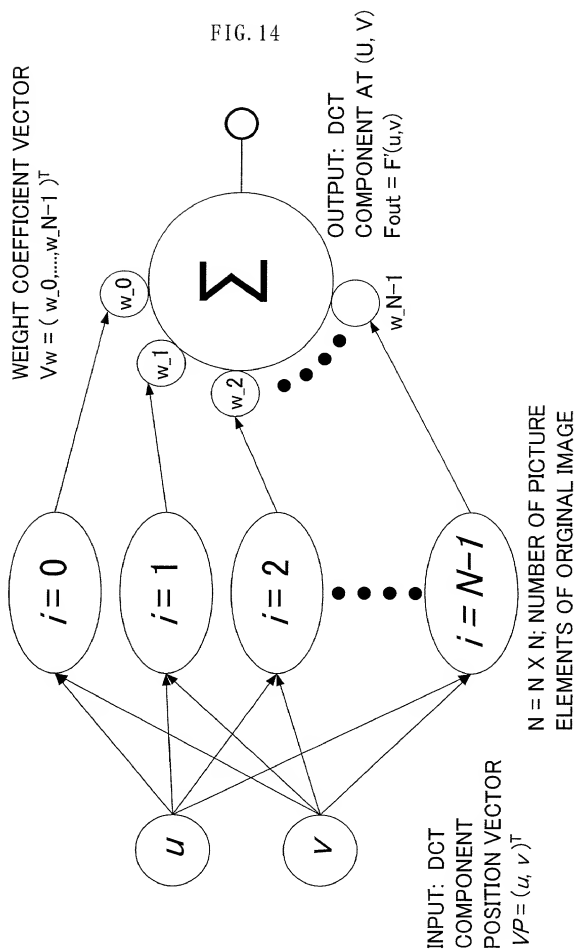 FIG. 14
WEIGHT COEFFICIENT VECTOR
Vw = ( w_0,....,w_N−1 )ᵀ
w_0
w_1
w_2
w_N−1
Σ
OUTPUT: DCT
COMPONENT AT (U, V)
Fout = F'(u,v)
i = 0
i = 1
i = 2
i = N−1
N = N X N; NUMBER OF PICTURE
ELEMENTS OF ORIGINAL IMAGE
u
v
INPUT: DCT
COMPONENT
POSITION VECTOR
VP = (u, v)ᵀ